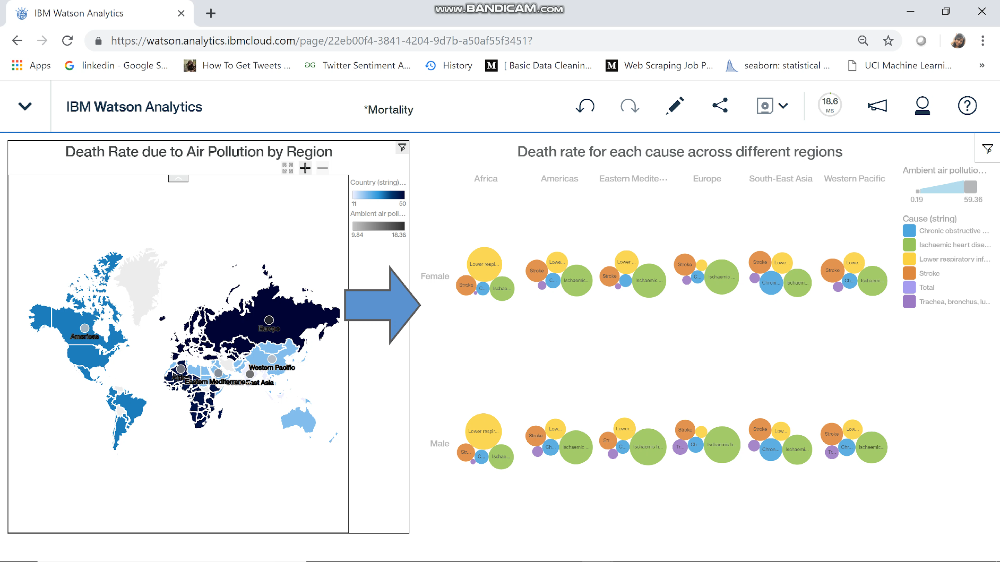 IBM Watson Analytics
www.BANDICAM.com
https://watson.analytics.ibmcloud.com/page/22eb00f4-3841-4204-9d7b-a50af55f3451?
Apps
linkedin - Google S...
How To Get Tweets ...
Twitter Sentiment A...
History
[ Basic Data Cleanin...
Web Scraping Job P...
seaborn: statistical ...
UCI Machine Learni...
»
IBM Watson Analytics
*Mortality
18.6
MB
Death Rate due to Air Pollution by Region
Country (string)...
11 50
Ambient air poll...
9.84 18.36
Americas
Europe
Western Pacific
Eastern Mediterrane...
East Asia
Death rate for each cause across different regions
Africa Americas Eastern Medite... Europe South-East Asia Western Pacific
Ambient air pollutio...
0.19 59.36
Cause (string)
Chronic obstructive ...
Ischaemic heart dise...
Lower respiratory inf...
Stroke
Total
Trachea, bronchus, lu..
Female
Lower respi...
Stroke
C...
Ischae...
Stroke
Lowe...
C...
Ischaemic...
Stroke
Lower ...
Ischaemic ...
Stroke
C...
Ischaemic ...
Stroke
Lowe...
Chroni...
Ischaem...
Stroke
Lowe...
Ch...
Ischaemi...
Male
Lower respir...
Str...
C...
Ischae...
Stroke
Low...
Ch...
Ischaemic ...
Str...
Lower...
C...
Ischaemic h...
Stroke
Tr...
Ch...
Ischaemic h...
Stroke
Low...
Chron...
Ischaemi...
Stroke
Low...
Tr...
Chr...
Ischaemic...